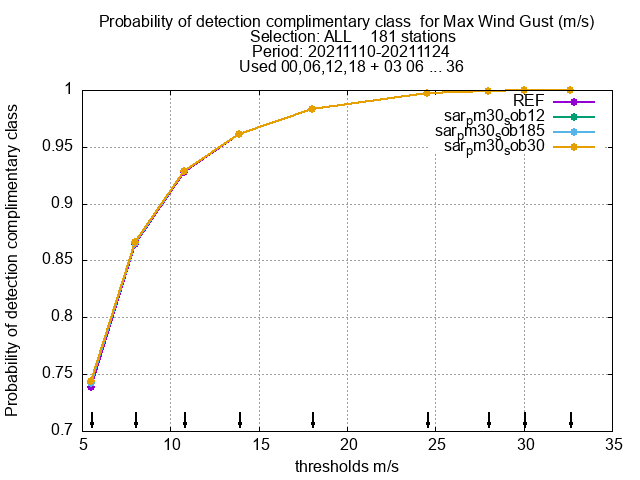 Probability of detection complimentary class  for Max Wind Gust (m/s)
Selection: ALL    181 stations
Period: 20211110-20211124
Used 00,06,12,18 + 03 06 ... 36
Probability of detection complimentary class
1
0.95
0.9
0.85
0.8
0.75
0.7
REF
sar_pm30_sob12
sar_pm30_sob185
sar_pm30_sob30
5 10 15 20 25 30 35
thresholds m/s